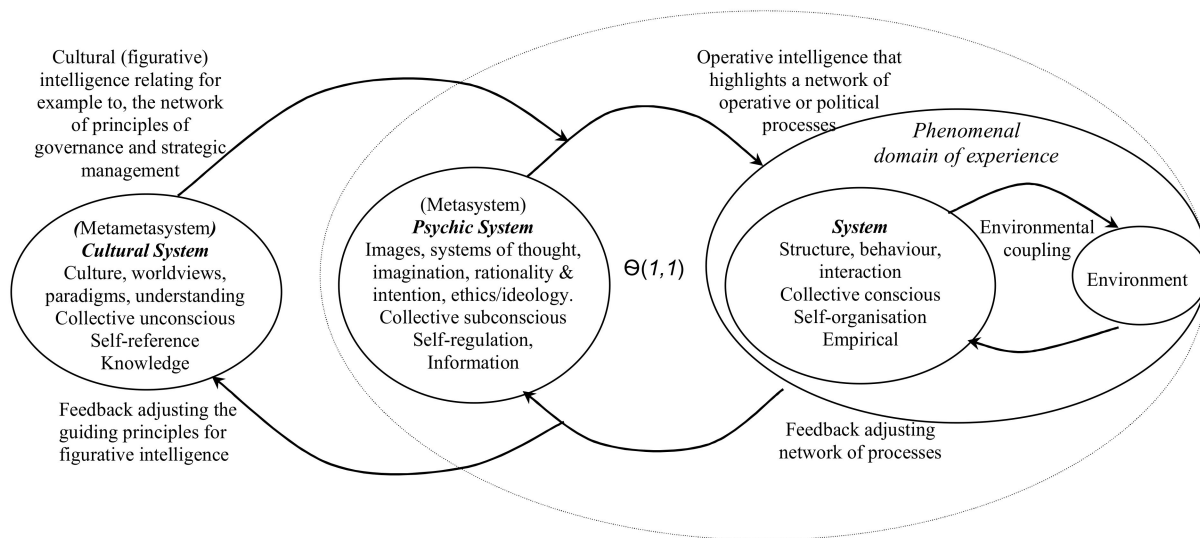 Cultural (figurative)
intelligence relating for
example to, the network
of principles of
governance and strategic
management
Operative intelligence that
highlights a network of
operative or political
processes
Phenomenal
domain of experience
(Metametasystem)
Cultural System
Culture, worldviews,
paradigms, understanding
Collective unconscious
Self-reference
Knowledge
(Metasystem)
Psychic System
Images, systems of thought,
imagination, rationality &
intention, ethics/ideology.
Collective subconscious
Self-regulation,
Information
Ɵ(1,1)
System
Structure, behaviour,
interaction
Collective conscious
Self-organisation
Empirical
Environmental
coupling
Environment
Feedback adjusting the
guiding principles for
figurative intelligence
Feedback adjusting
network of processes